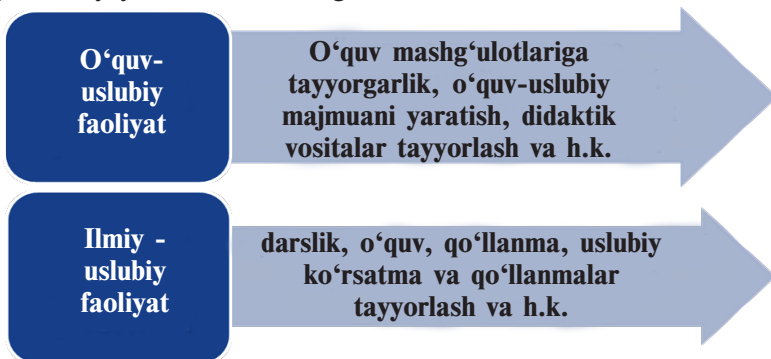 O‘quv-
uslubiy
faoliyat
O‘quv mashg‘ulotlariga
tayyorgarlik, o‘quv-uslubiy
majmuani yaratish, didaktik
vositalar tayyorlash va h.k.
Ilmiy -
uslubiy
faoliyat
darslik, o‘quv, qo‘llanma, uslubiy
ko‘rsatma va qo‘llanmalar
tayyorlash va h.k.